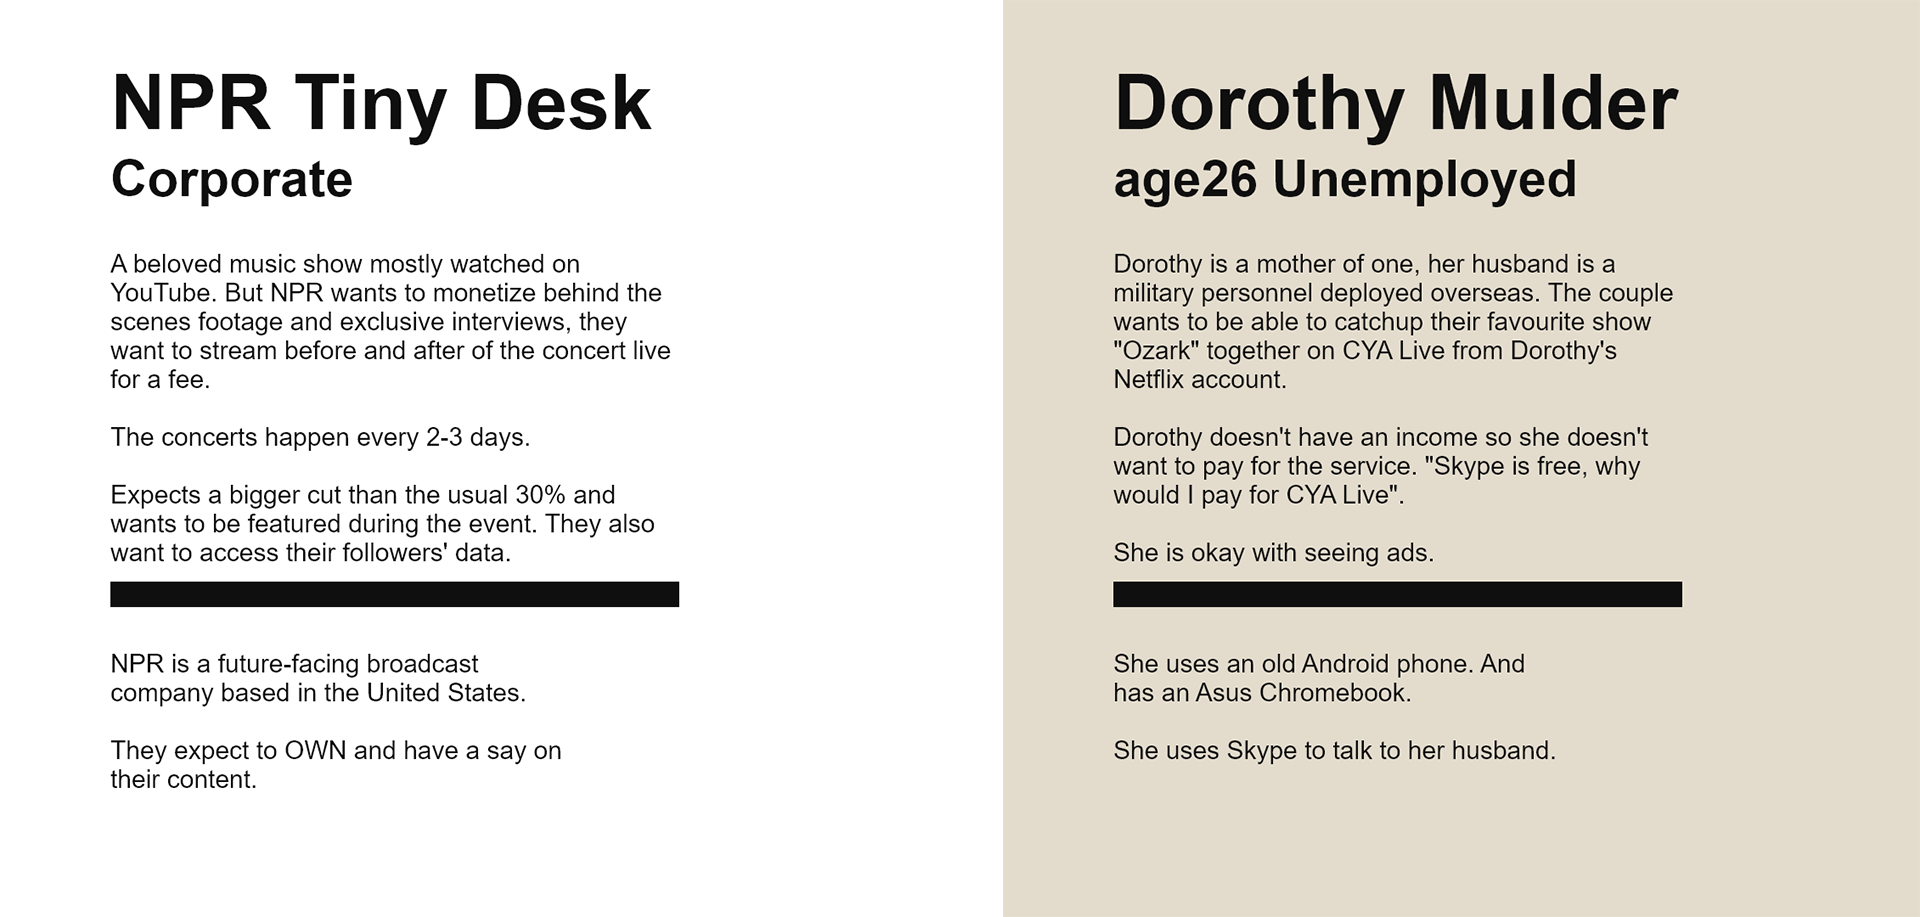 NPR Tiny Desk
Corporate
A beloved music show mostly watched on
YouTube. But NPR wants to monetize behind the
scenes footage and exclusive interviews, they
want to stream before and after of the concert live
for a fee.
The concerts happen every 2-3 days.
Expects a bigger cut than the usual 30% and
wants to be featured during the event. They also
want to access their followers' data.
NPR is a future-facing broadcast
company based in the United States.
They expect to OWN and have a say on
their content.
Dorothy Mulder
age26 Unemployed
Dorothy is a mother of one, her husband is a
military personnel deployed overseas. The couple
wants to be able to catchup their favourite show
"Ozark" together on CYA Live from Dorothy's
Netflix account.
Dorothy doesn't have an income so she doesn't
want to pay for the service. "Skype is free, why
would I pay for CYA Live".
She is okay with seeing ads.
She uses an old Android phone. And
has an Asus Chromebook.
She uses Skype to talk to her husband.